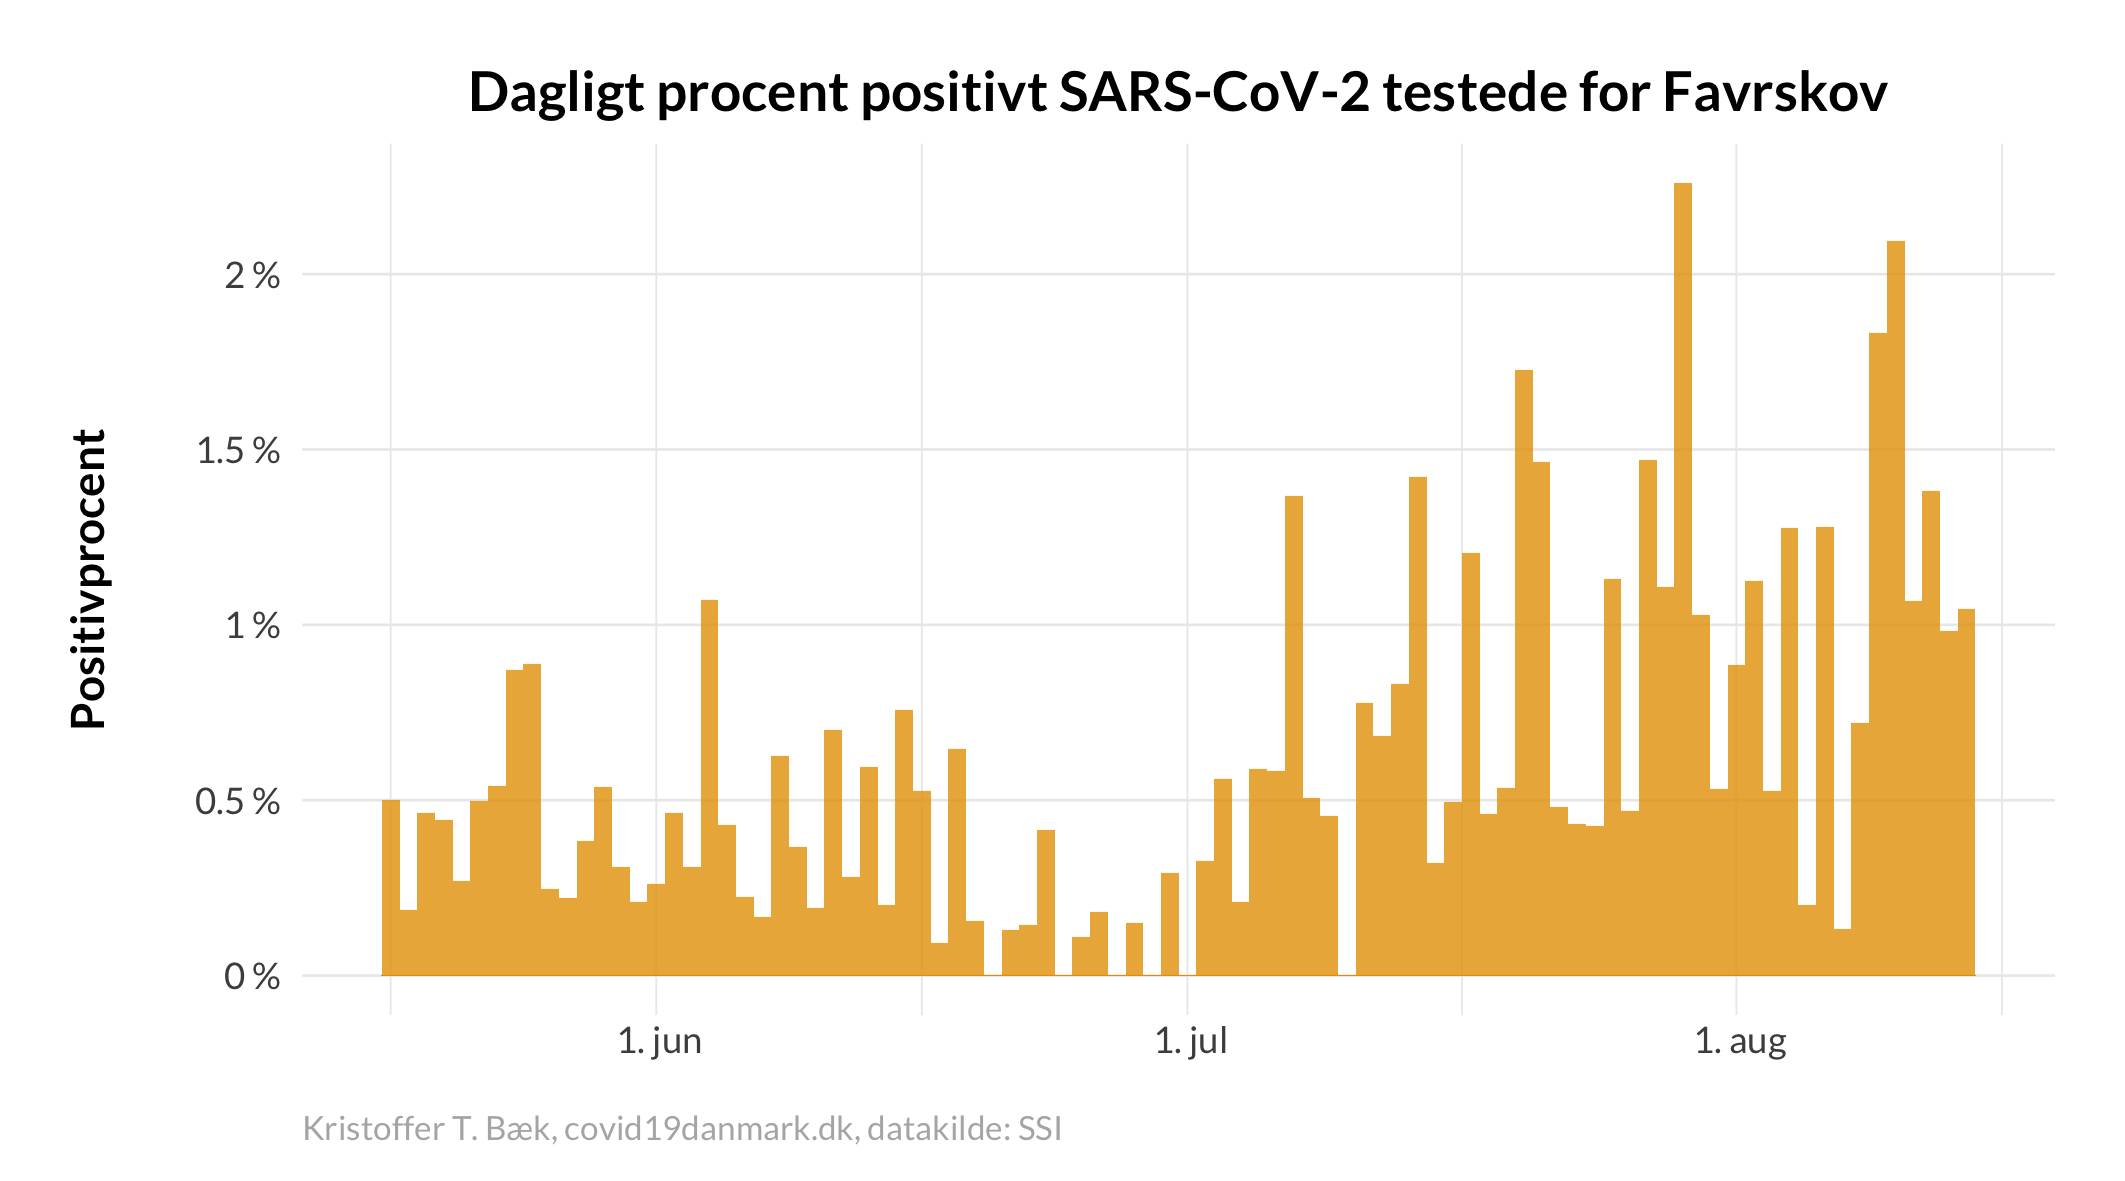 Dagligt procent positivt SARS-CoV-2 testede for Favrskov
Positivprocent
2 %
1.5 %
1 %
0.5 %
0 %
1. jun
1. jul
1. aug
Kristoffer T. Bæk, covid19danmark.dk, datakilde: SSI